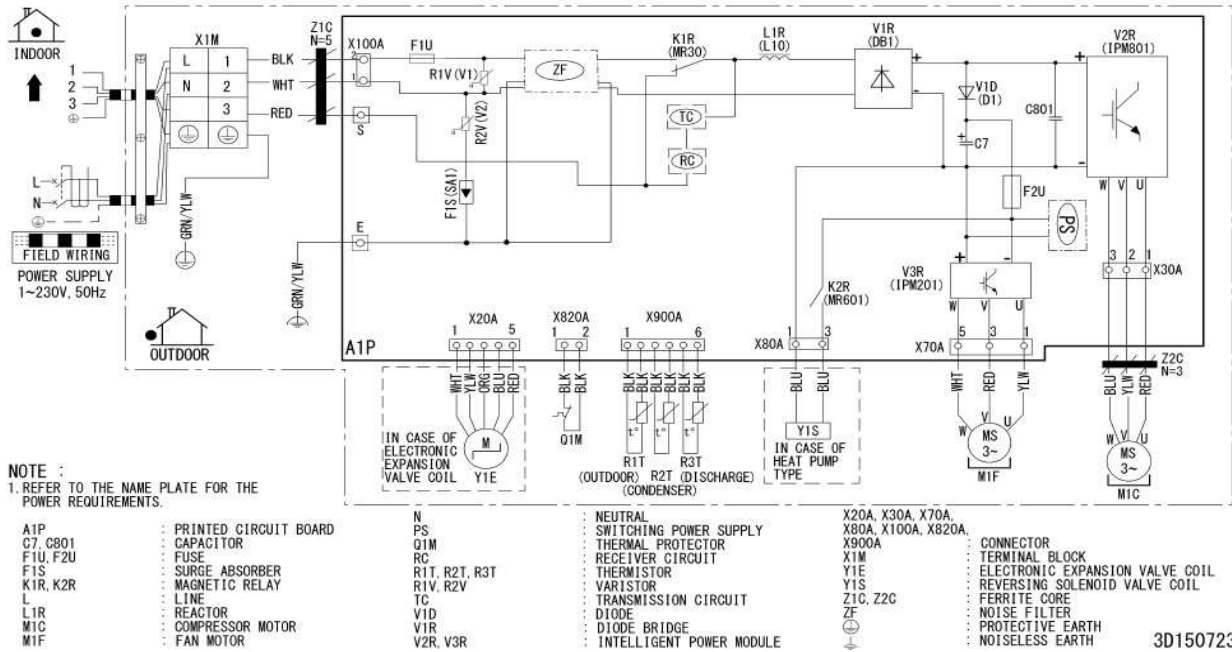 INDOOR
1
2
3
L
N
FIELD WIRING
POWER SUPPLY
1~230V, 50Hz
OUTDOOR
X1M
L 1
N 2
3
BLK
WHT
RED
GRN/YLW
GRN/YLW
Z1C
N=5
X100A
2
1
S
E
F1U
R1V(V1)
R2V(V2)
F1S(SA1)
ZF
K1R
(MR30)
L1R
(L10)
TC
RC
V1R
(DB1)
+
-
V1D
(D1)
+
C7
C801
V2R
(IPM801)
+
-
W V U
F2U
PS
V3R
(IPM201)
+ -
W V U
K2R
(MR601)
3 2 1
X30A
A1P
X20A
1 5
WHT
YLW
ORG
BLU
RED
M
Y1E
IN CASE OF
ELECTRONIC
EXPANSION
VALVE COIL
X820A
1 2
BLK
BLK
Q1M
X900A
1 6
BLK
BLK
BLK
BLK
BLK
BLK
t° t° t°
R1T
(OUTDOOR)
R2T
(CONDENSER)
R3T
(DISCHARGE)
X80A
1 3
BLU
BLU
Y1S
IN CASE OF
HEAT PUMP
TYPE
X70A
5 3 1
WHT
RED
YLW
W V U
MS
3~
M1F
Z2C
N=3
BLU
YLW
RED
W V U
MS
3~
M1C
NOTE :
1. REFER TO THE NAME PLATE FOR THE
POWER REQUIREMENTS.
A1P : PRINTED CIRCUIT BOARD
C7, C801 : CAPACITOR
F1U, F2U : FUSE
F1S : SURGE ABSORBER
K1R, K2R : MAGNETIC RELAY
L : LINE
L1R : REACTOR
M1C : COMPRESSOR MOTOR
M1F : FAN MOTOR
N : NEUTRAL
PS : SWITCHING POWER SUPPLY
Q1M : THERMAL PROTECTOR
RC : RECEIVER CIRCUIT
R1T, R2T, R3T : THERMISTOR
R1V, R2V : VARISTOR
TC : TRANSMISSION CIRCUIT
V1D : DIODE
V1R : DIODE BRIDGE
V2R, V3R : INTELLIGENT POWER MODULE
X20A, X30A, X70A,
X80A, X100A, X820A,
X900A : CONNECTOR
X1M : TERMINAL BLOCK
Y1E : ELECTRONIC EXPANSION VALVE COIL
Y1S : REVERSING SOLENOID VALVE COIL
Z1C, Z2C : FERRITE CORE
ZF : NOISE FILTER
: PROTECTIVE EARTH
: NOISELESS EARTH
3D150723